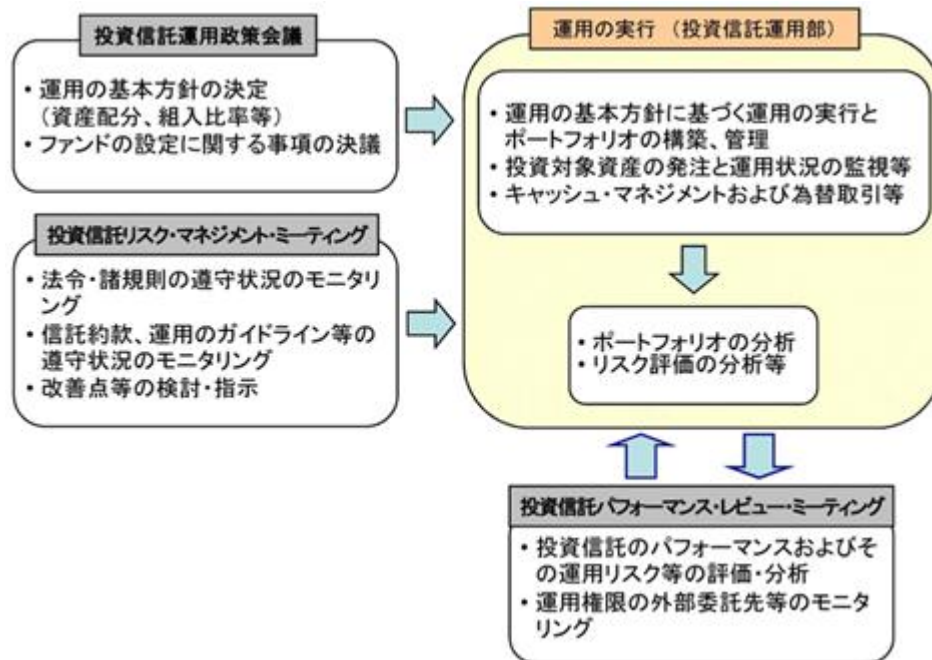 投資信託運用政策会議
・運用の基本方針の決定
（資産配分、組入比率等）
・ファンドの設定に関する事項の決議
投資信託リスク・マネジメント・ミーティング
・法令・諸規則の遵守状況のモニタリ
ング
・信託約款、運用のガイドライン等の
遵守状況のモニタリング
・改善点等の検討・指示
運用の実行 （投資信託運用部）
・運用の基本方針に基づく運用の実行と
ポートフォリオの構築、管理
・投資対象資産の発注と運用状況の監視等
・キャッシュ・マネジメントおよび為替取引等
・ポートフォリオの分析
・リスク評価の分析等
投資信託パフォーマンス・レビュー・ミーティング
・投資信託のパフォーマンスおよびそ
の運用リスク等の評価・分析
・運用権限の外部委託先等のモニタ
リング